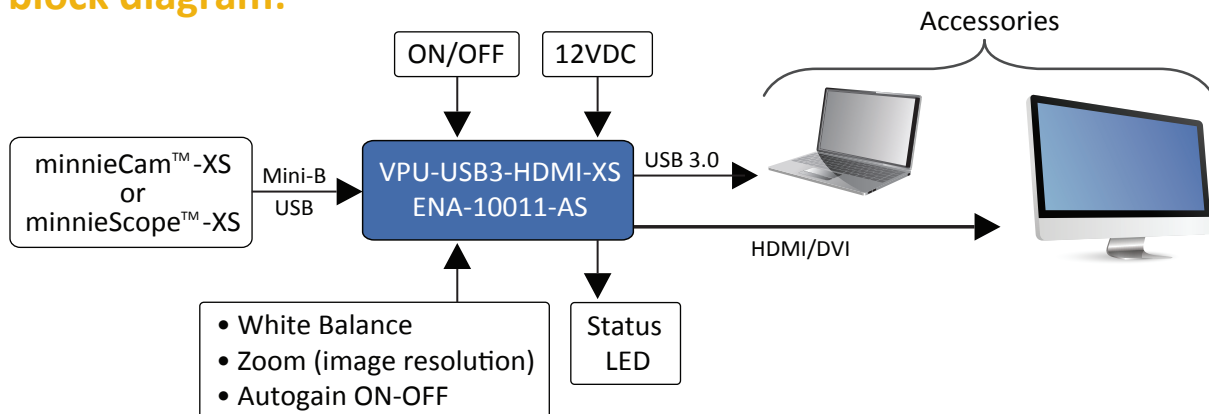 block diagram:
Accessories
ON/OFF
12VDC
minnieCam™-XS
or
minnieScope™-XS
Mini-B
USB
VPU-USB3-HDMI-XS
ENA-10011-AS
USB 3.0
HDMI/DVI
• White Balance
• Zoom (image resolution)
• Autogain ON-OFF
Status
LED